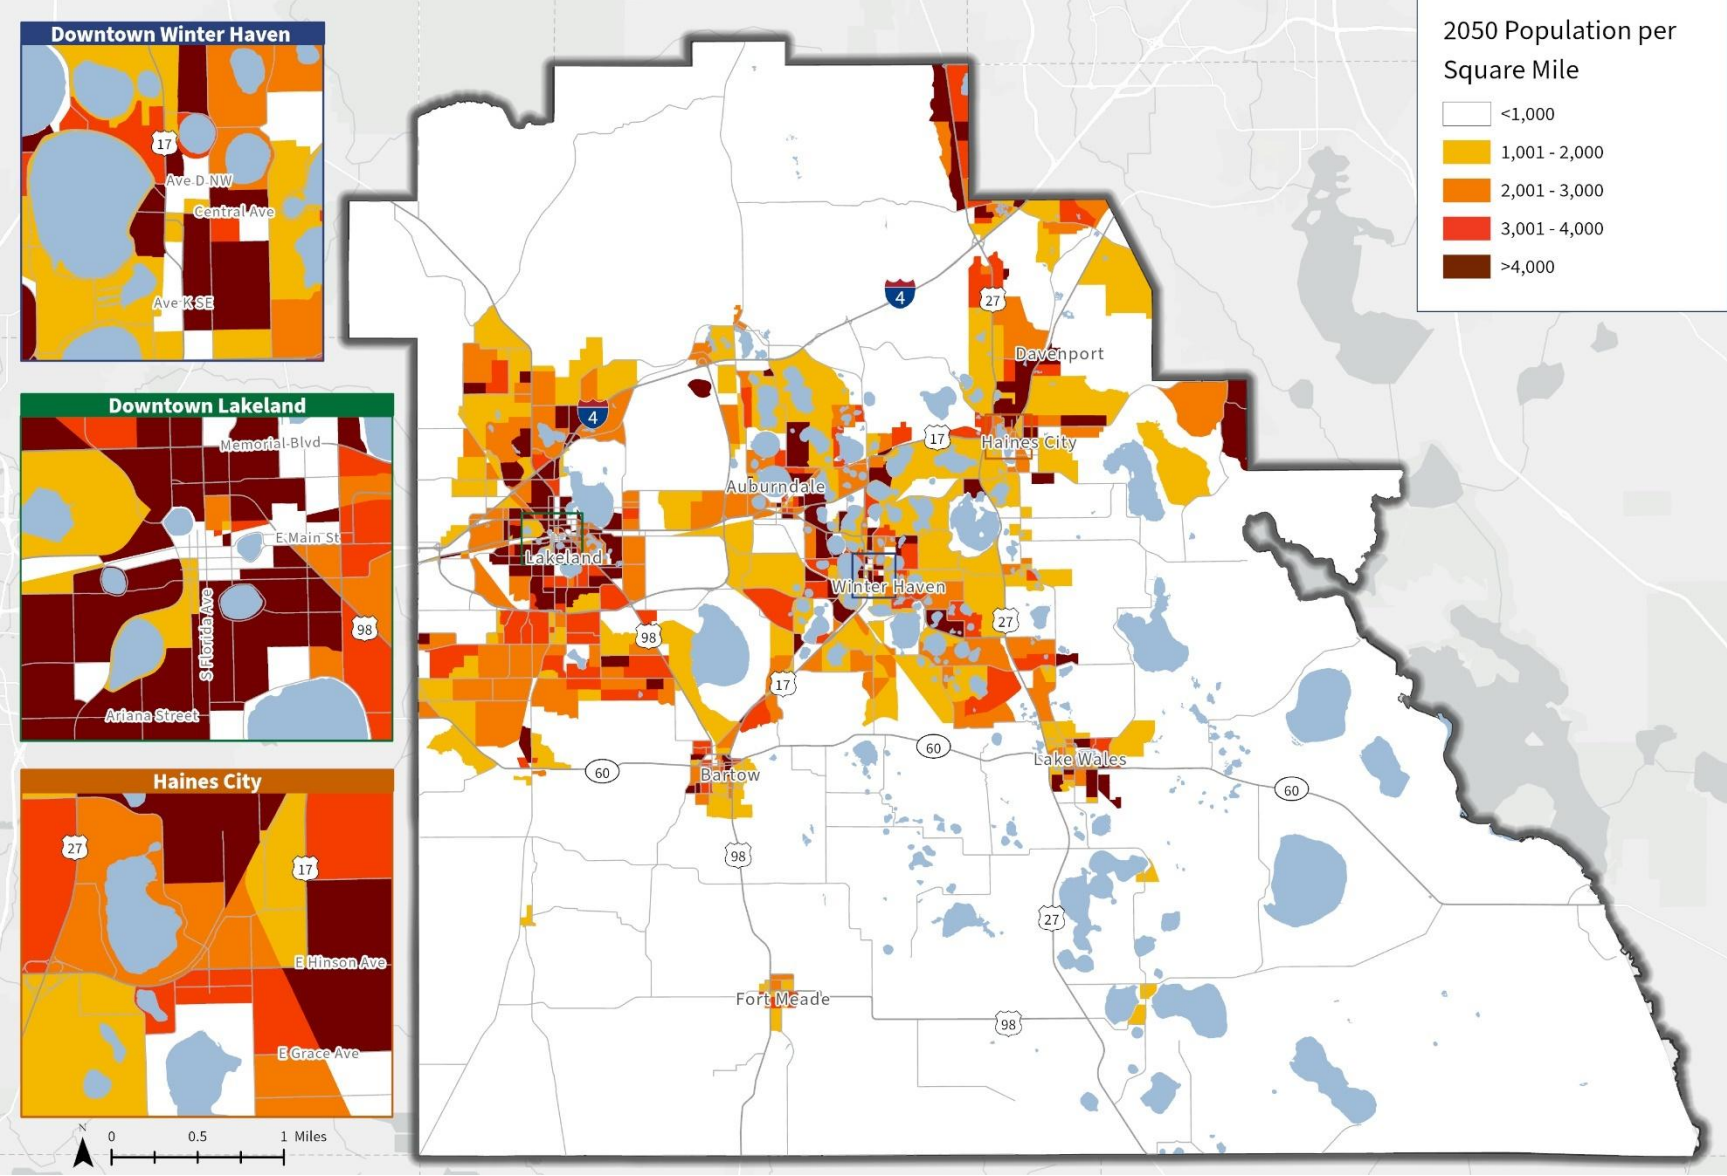 2050 Population per
Square Mile
<1,000
1,001 - 2,000
2,001 - 3,000
3,001 - 4,000
>4,000
Downtown Winter Haven
17
Ave D NW
Central Ave
Ave K SE
Downtown Lakeland
Memorial Blvd
E Main St
S Florida Ave
98
Ariana Street
Haines City
27
17
E Hinson Ave
E Grace Ave
N
0
0.5
1 Miles
4
27
Davenport
4
17
Haines City
Auburndale
Lakeland
Winter Haven
98
27
17
60
60
Bartow
Lake Wales
60
98
27
Fort Meade
98